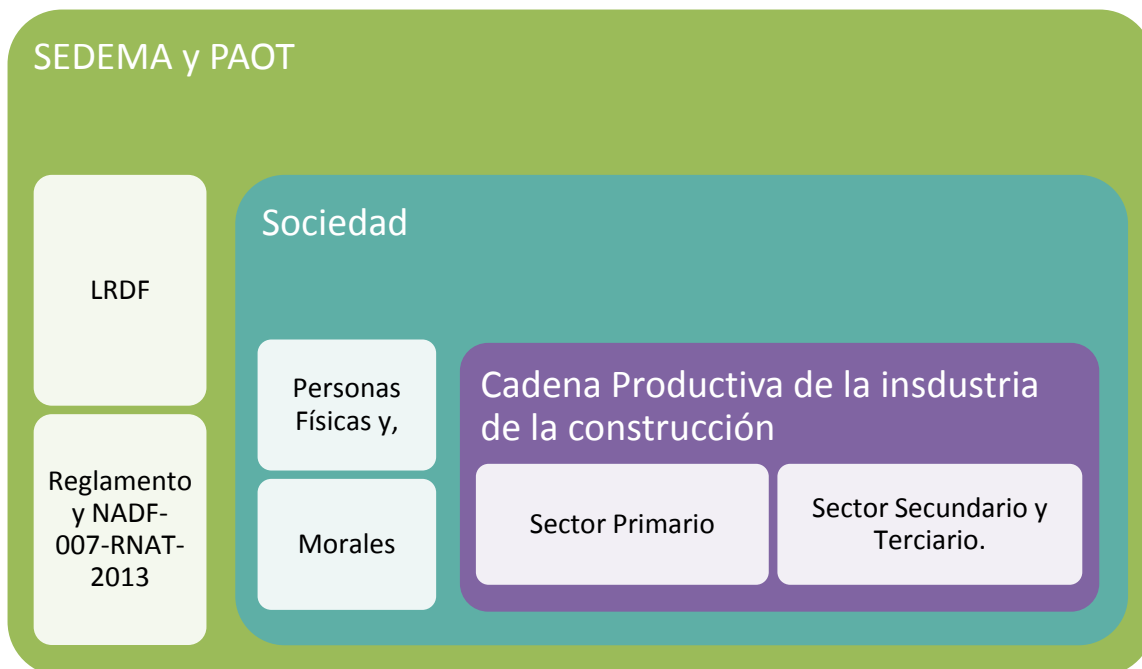 SEDEMA y PAOT
LRDF
Reglamento
y NADF-
007-RNAT-
2013
Sociedad
Personas
Físicas y,
Morales
Cadena Productiva de la insdustria
de la construcción
Sector Primario
Sector Secundario y
Terciario.